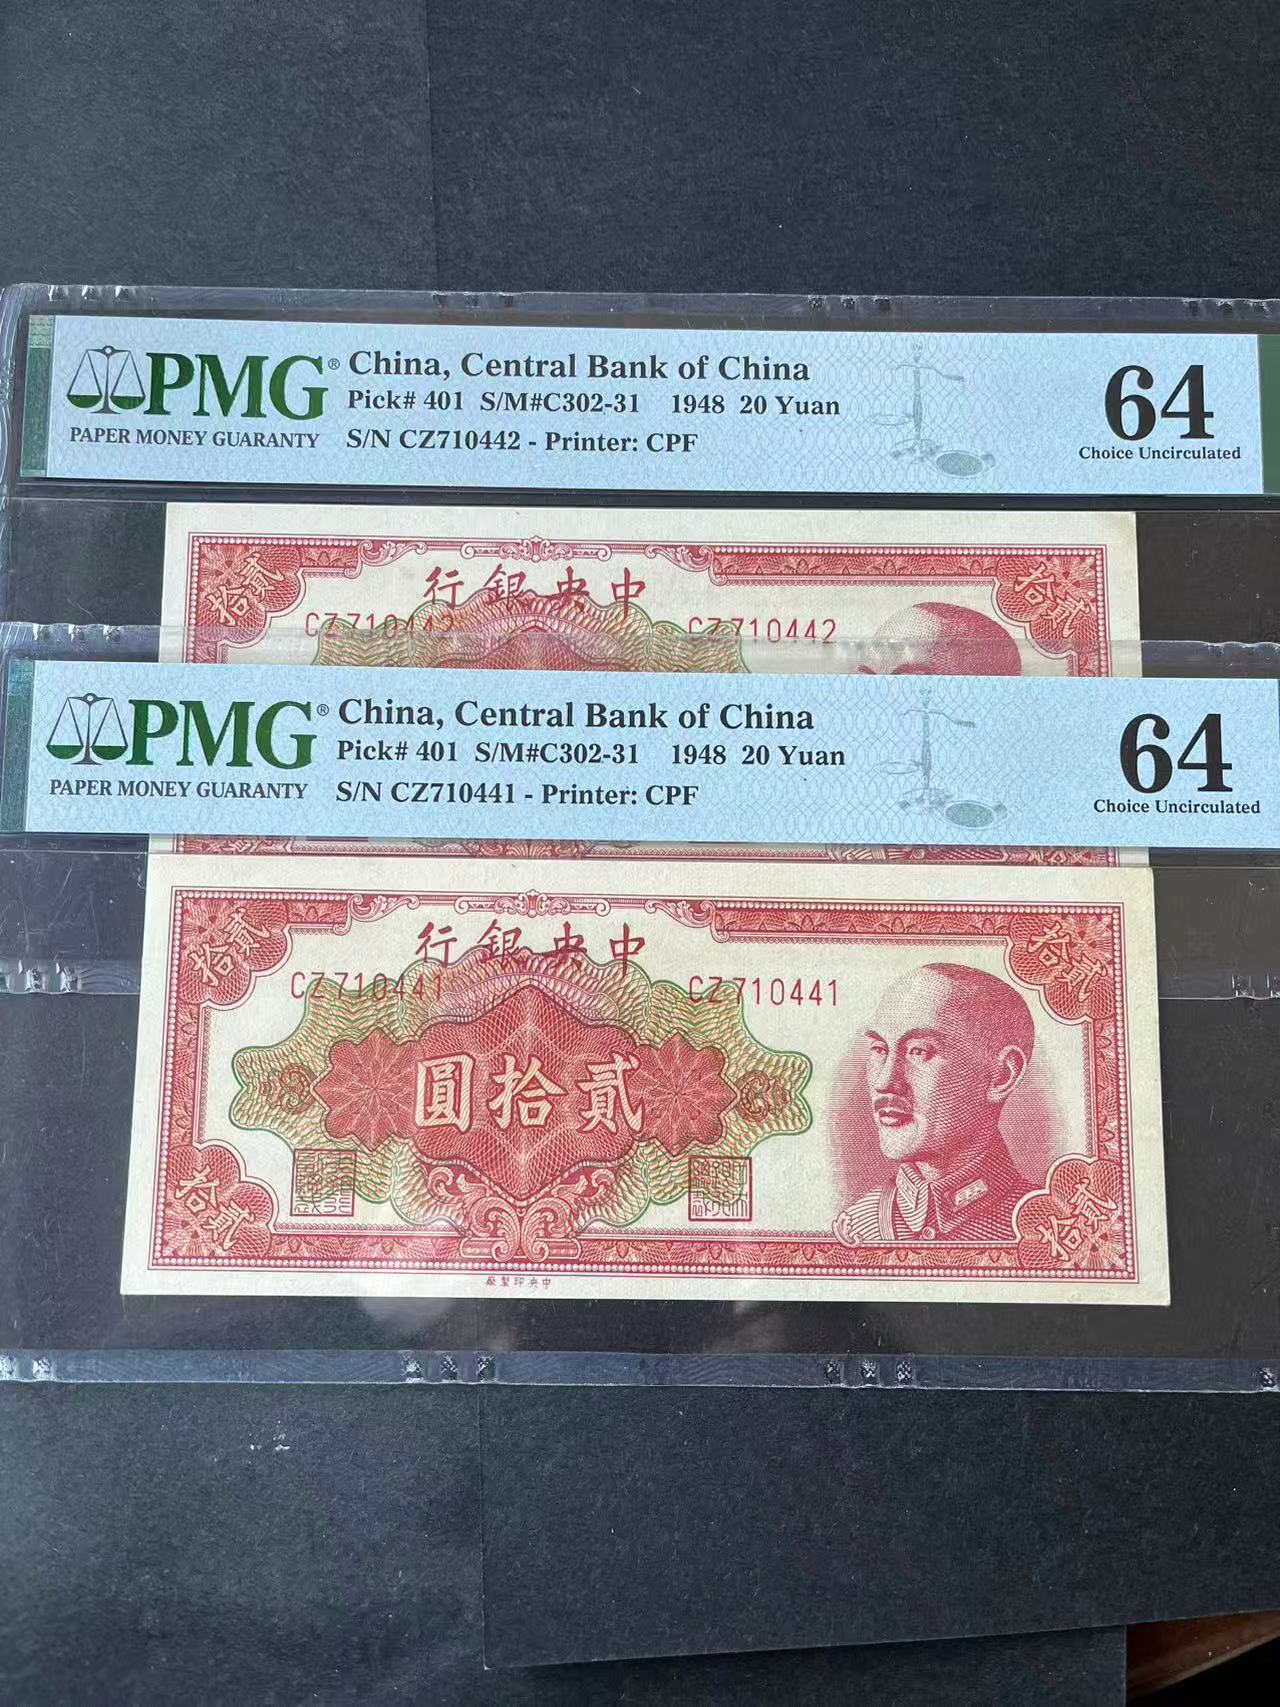 PMG® China, Central Bank of China
Pick# 401 S/M#C302-31 1948 20 Yuan
64
PAPER MONEY GUARANTY
S/N CZ710442 - Printer: CPF
Choice Uncirculated
行銀央中
拾貳
拾貳
CZ710442
CZ710442
PMG® China, Central Bank of China
Pick# 401 S/M#C302-31 1948 20 Yuan
64
PAPER MONEY GUARANTY
S/N CZ710441 - Printer: CPF
Choice Uncirculated
行銀央中
拾貳
拾貳
CZ710441
CZ710441
圓拾貳
拾貳
拾貳
廠製印央中